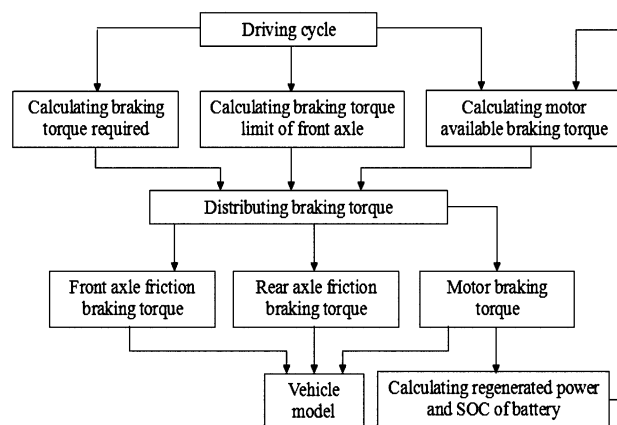 Driving cycle
Calculating braking
torque required
Calculating braking torque
limit of front axle
Calculating motor
available braking torque
Distributing braking torque
Front axle friction
braking torque
Rear axle friction
braking torque
Motor braking
torque
Vehicle
model
Calculating regenerated power
and SOC of battery